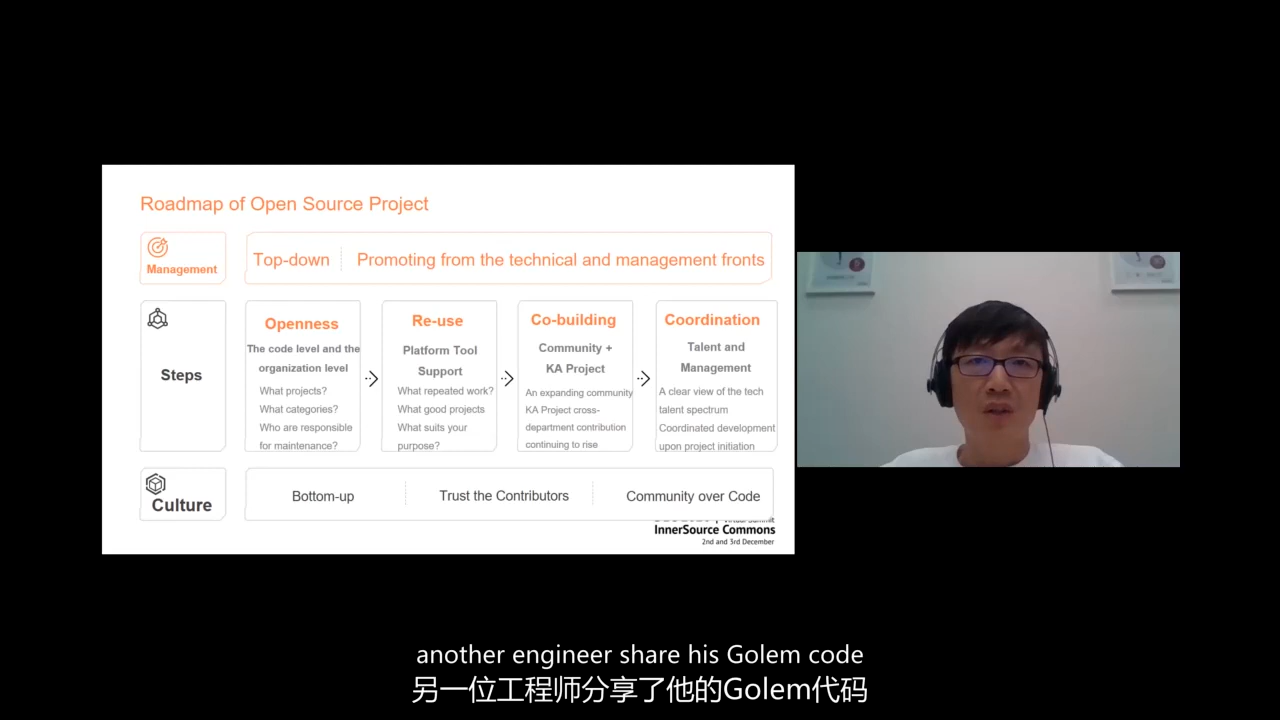 Roadmap of Open Source Project
Management
Top-down
Promoting from the technical and management fronts
Steps
Openness
The code level and the
organization level
What projects?
What categories?
Who are responsible
for maintenance?
Re-use
Platform Tool
Support
What repeated work?
What good projects
What suits your
purpose?
Co-building
Community +
KA Project
An expanding community
KA Project cross-
department contribution
continuing to rise
Coordination
Talent and
Management
A clear view of the tech
talent spectrum
Coordinated development
upon project initiation
Culture
Bottom-up
Trust the Contributors
Community over Code
InnerSource Commons
2nd and 3rd December
another engineer share his Golem code
另一位工程师分享了他的Golem代码